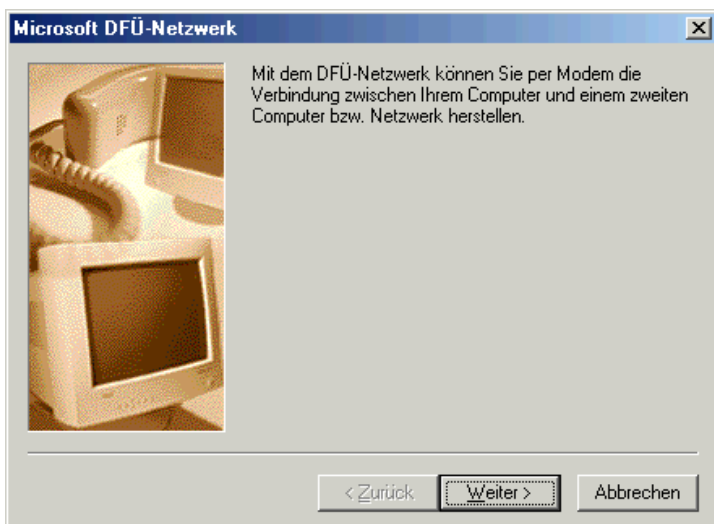 Microsoft DFÜ-Netzwerk
Mit dem DFÜ-Netzwerk können Sie per Modem die
Verbindung zwischen Ihrem Computer und einem zweiten
Computer bzw. Netzwerk herstellen.
< Zurück
Weiter >
Abbrechen